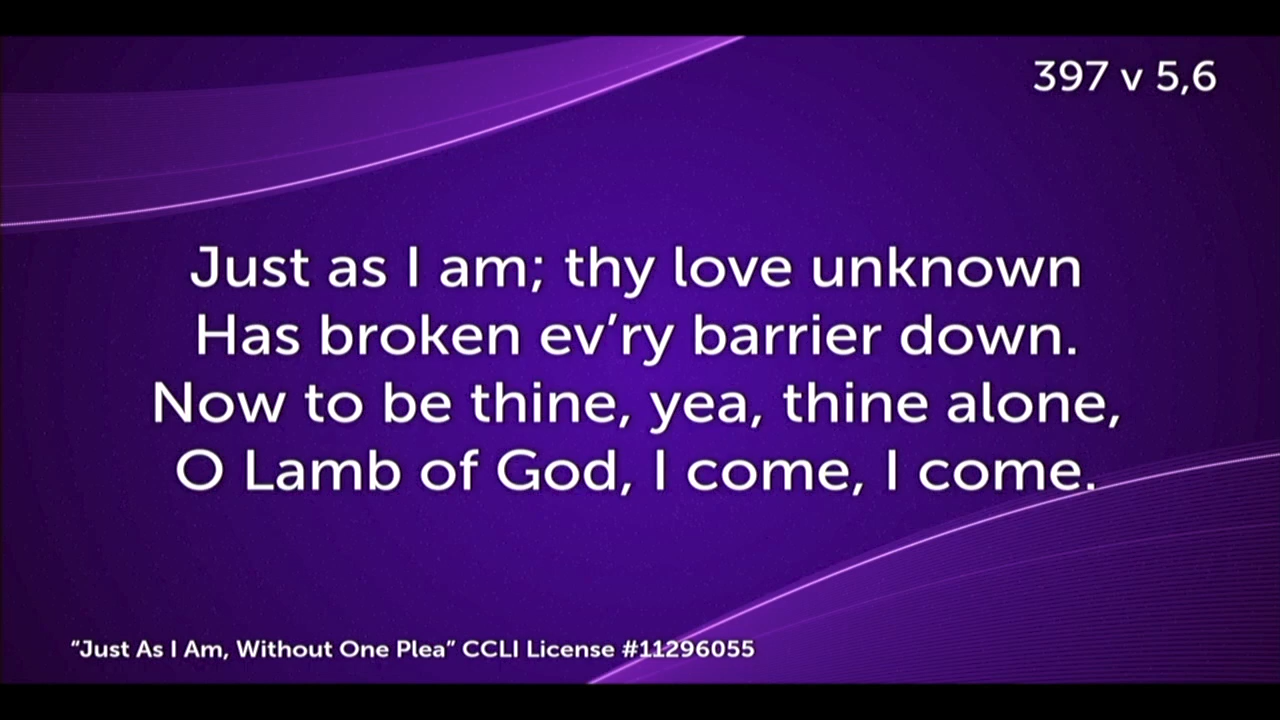 397 v 5,6
Just as I am; thy love unknown
Has broken ev’ry barrier down.
Now to be thine, yea, thine alone,
O Lamb of God, I come, I come.
“Just As I Am, Without One Plea” CCLI License #11296055